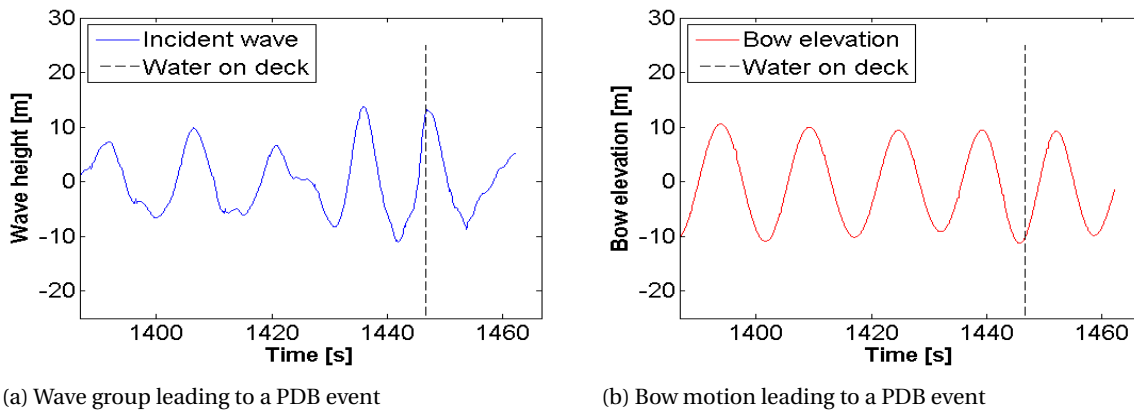 30
20
10
0
-10
-20
Wave height [m]
Incident wave
Water on deck
1400
1420
1440
1460
Time [s]
(a) Wave group leading to a PDB event
30
20
10
0
-10
-20
Bow elevation [m]
Bow elevation
Water on deck
1400
1420
1440
1460
Time [s]
(b) Bow motion leading to a PDB event